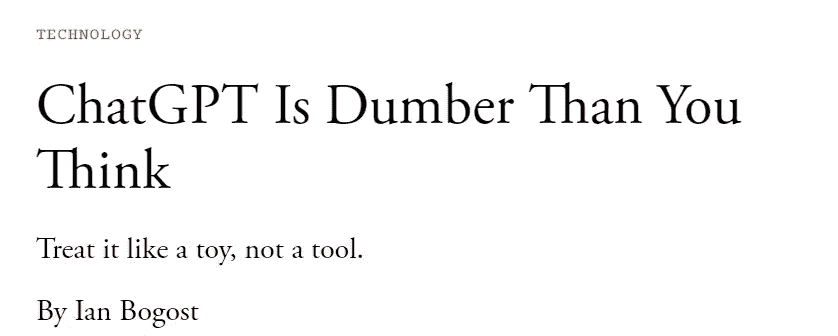 TECHNOLOGY
ChatGPT Is Dumber Than You
Think
Treat it like a toy, not a tool.
By Ian Bogost